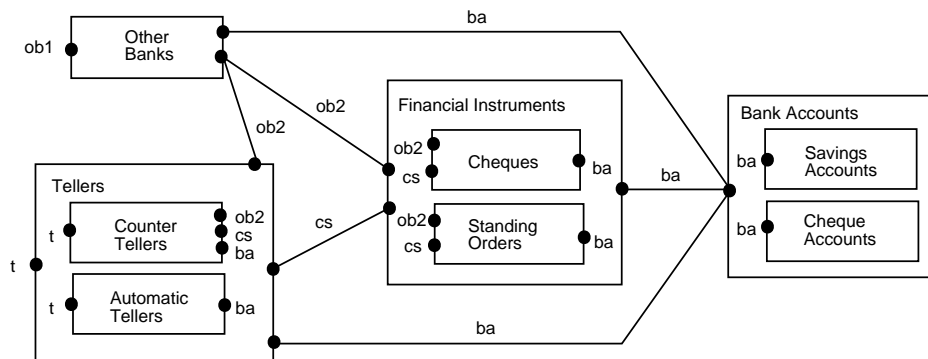 ba
Other
Banks
ob1
ob2
ob2
Financial Instruments
Bank Accounts
ob2
Cheques
cs
ba
ba
ba
Savings
Accounts
Tellers
cs
ob2
cs
Standing
Orders
ba
ba
Cheque
Accounts
t
t
Counter
Tellers
ob2
cs
ba
t
Automatic
Tellers
ba
ba